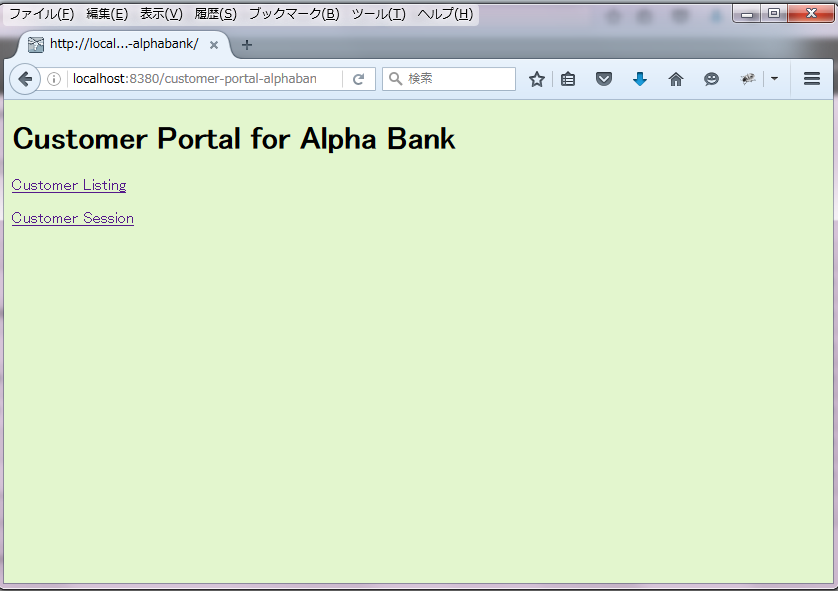 ファイル(F) 編集(E) 表示(V) 履歴(S) ブックマーク(B) ツール(T) ヘルプ(H)
http://local...-alphabank/
localhost:8380/customer-portal-alphaban
検索
Customer Portal for Alpha Bank
Customer Listing
Customer Session